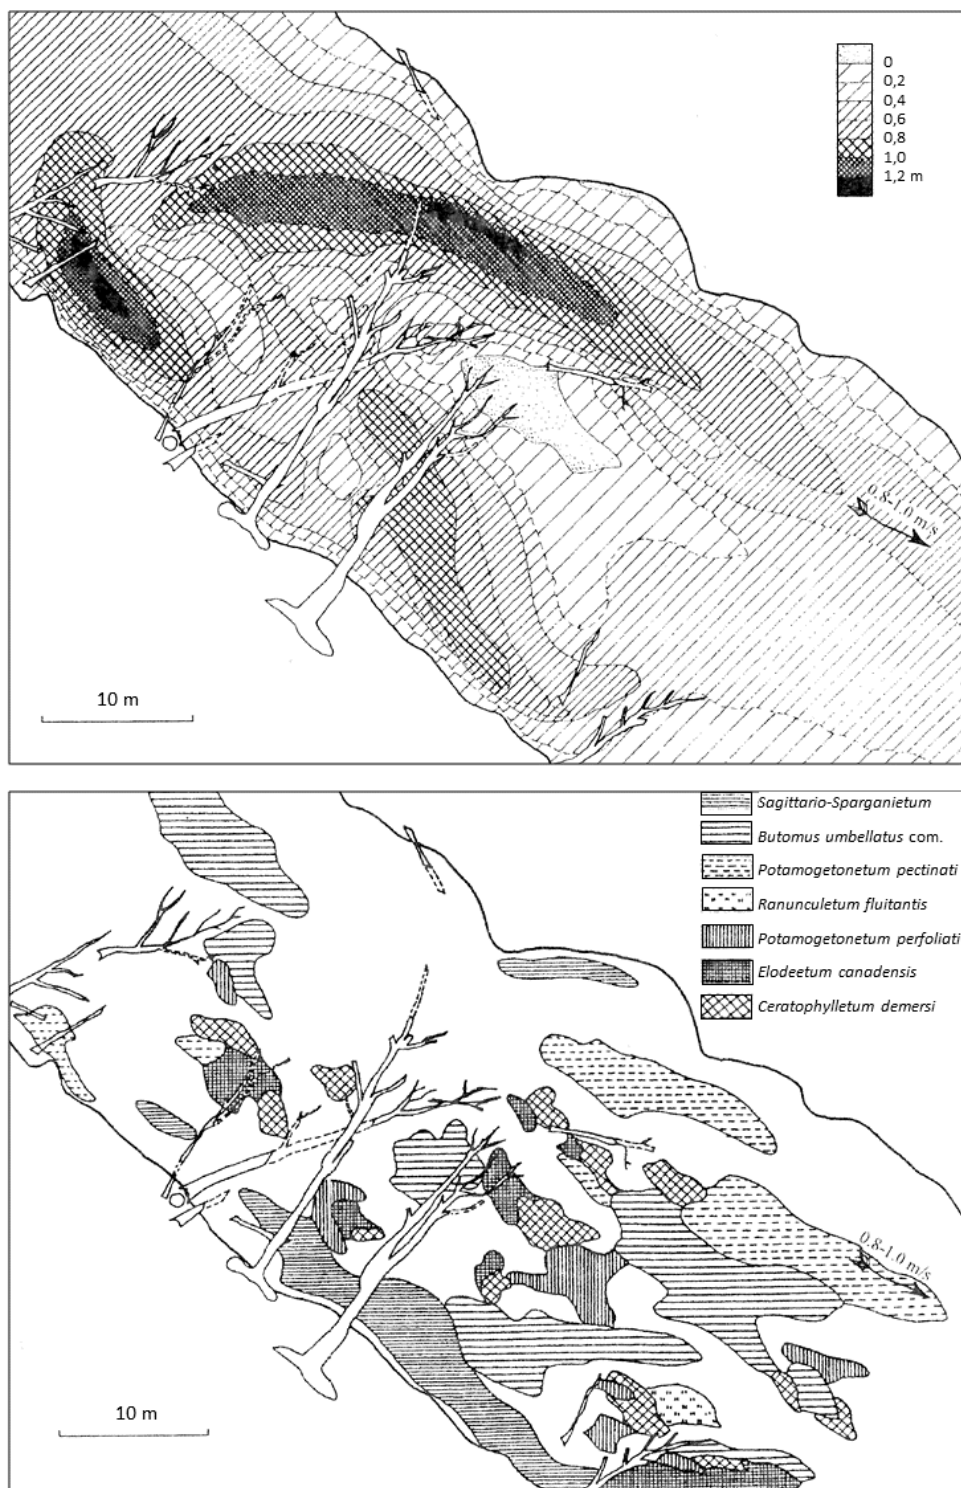 0
0,2
0,4
0,6
0,8
1,0
1,2 m
0.8-1.0 m/s
10 m
Sagittario-Sparganietum
Butomus umbellatus com.
Potamogetonetum pectinati
Ranunculetum fluitantis
Potamogetonetum perfoliati
Elodeetum canadensis
Ceratophylletum demersi
0.8-1.0 m/s
10 m